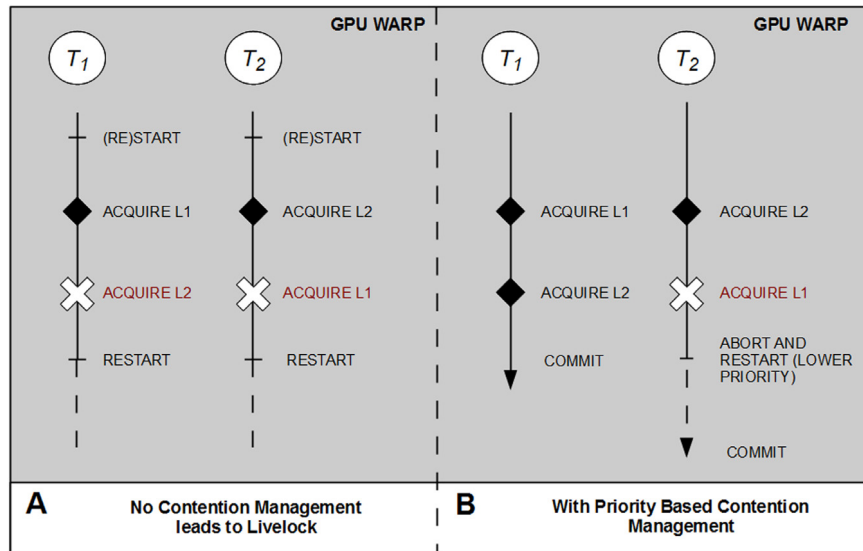 GPU WARP
T1
T2
(RE)START
(RE)START
ACQUIRE L1
ACQUIRE L2
ACQUIRE L2
ACQUIRE L1
RESTART
RESTART
A
No Contention Management
leads to Livelock
GPU WARP
T1
T2
ACQUIRE L1
ACQUIRE L2
ACQUIRE L2
ACQUIRE L1
COMMIT
ABORT AND
RESTART (LOWER
PRIORITY)
COMMIT
B
With Priority Based Contention
Management